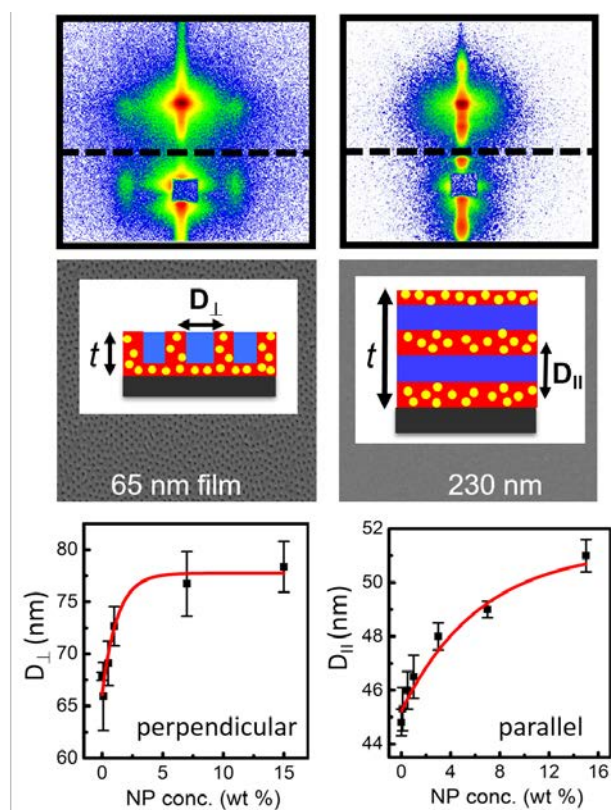 D⊥
t
65 nm film
t
D||
230 nm
80
75
70
65
60
D⊥ (nm)
perpendicular
0
5
10
15
NP conc. (wt %)
52
50
48
46
44
D|| (nm)
parallel
0
4
8
12
16
NP conc. (wt %)